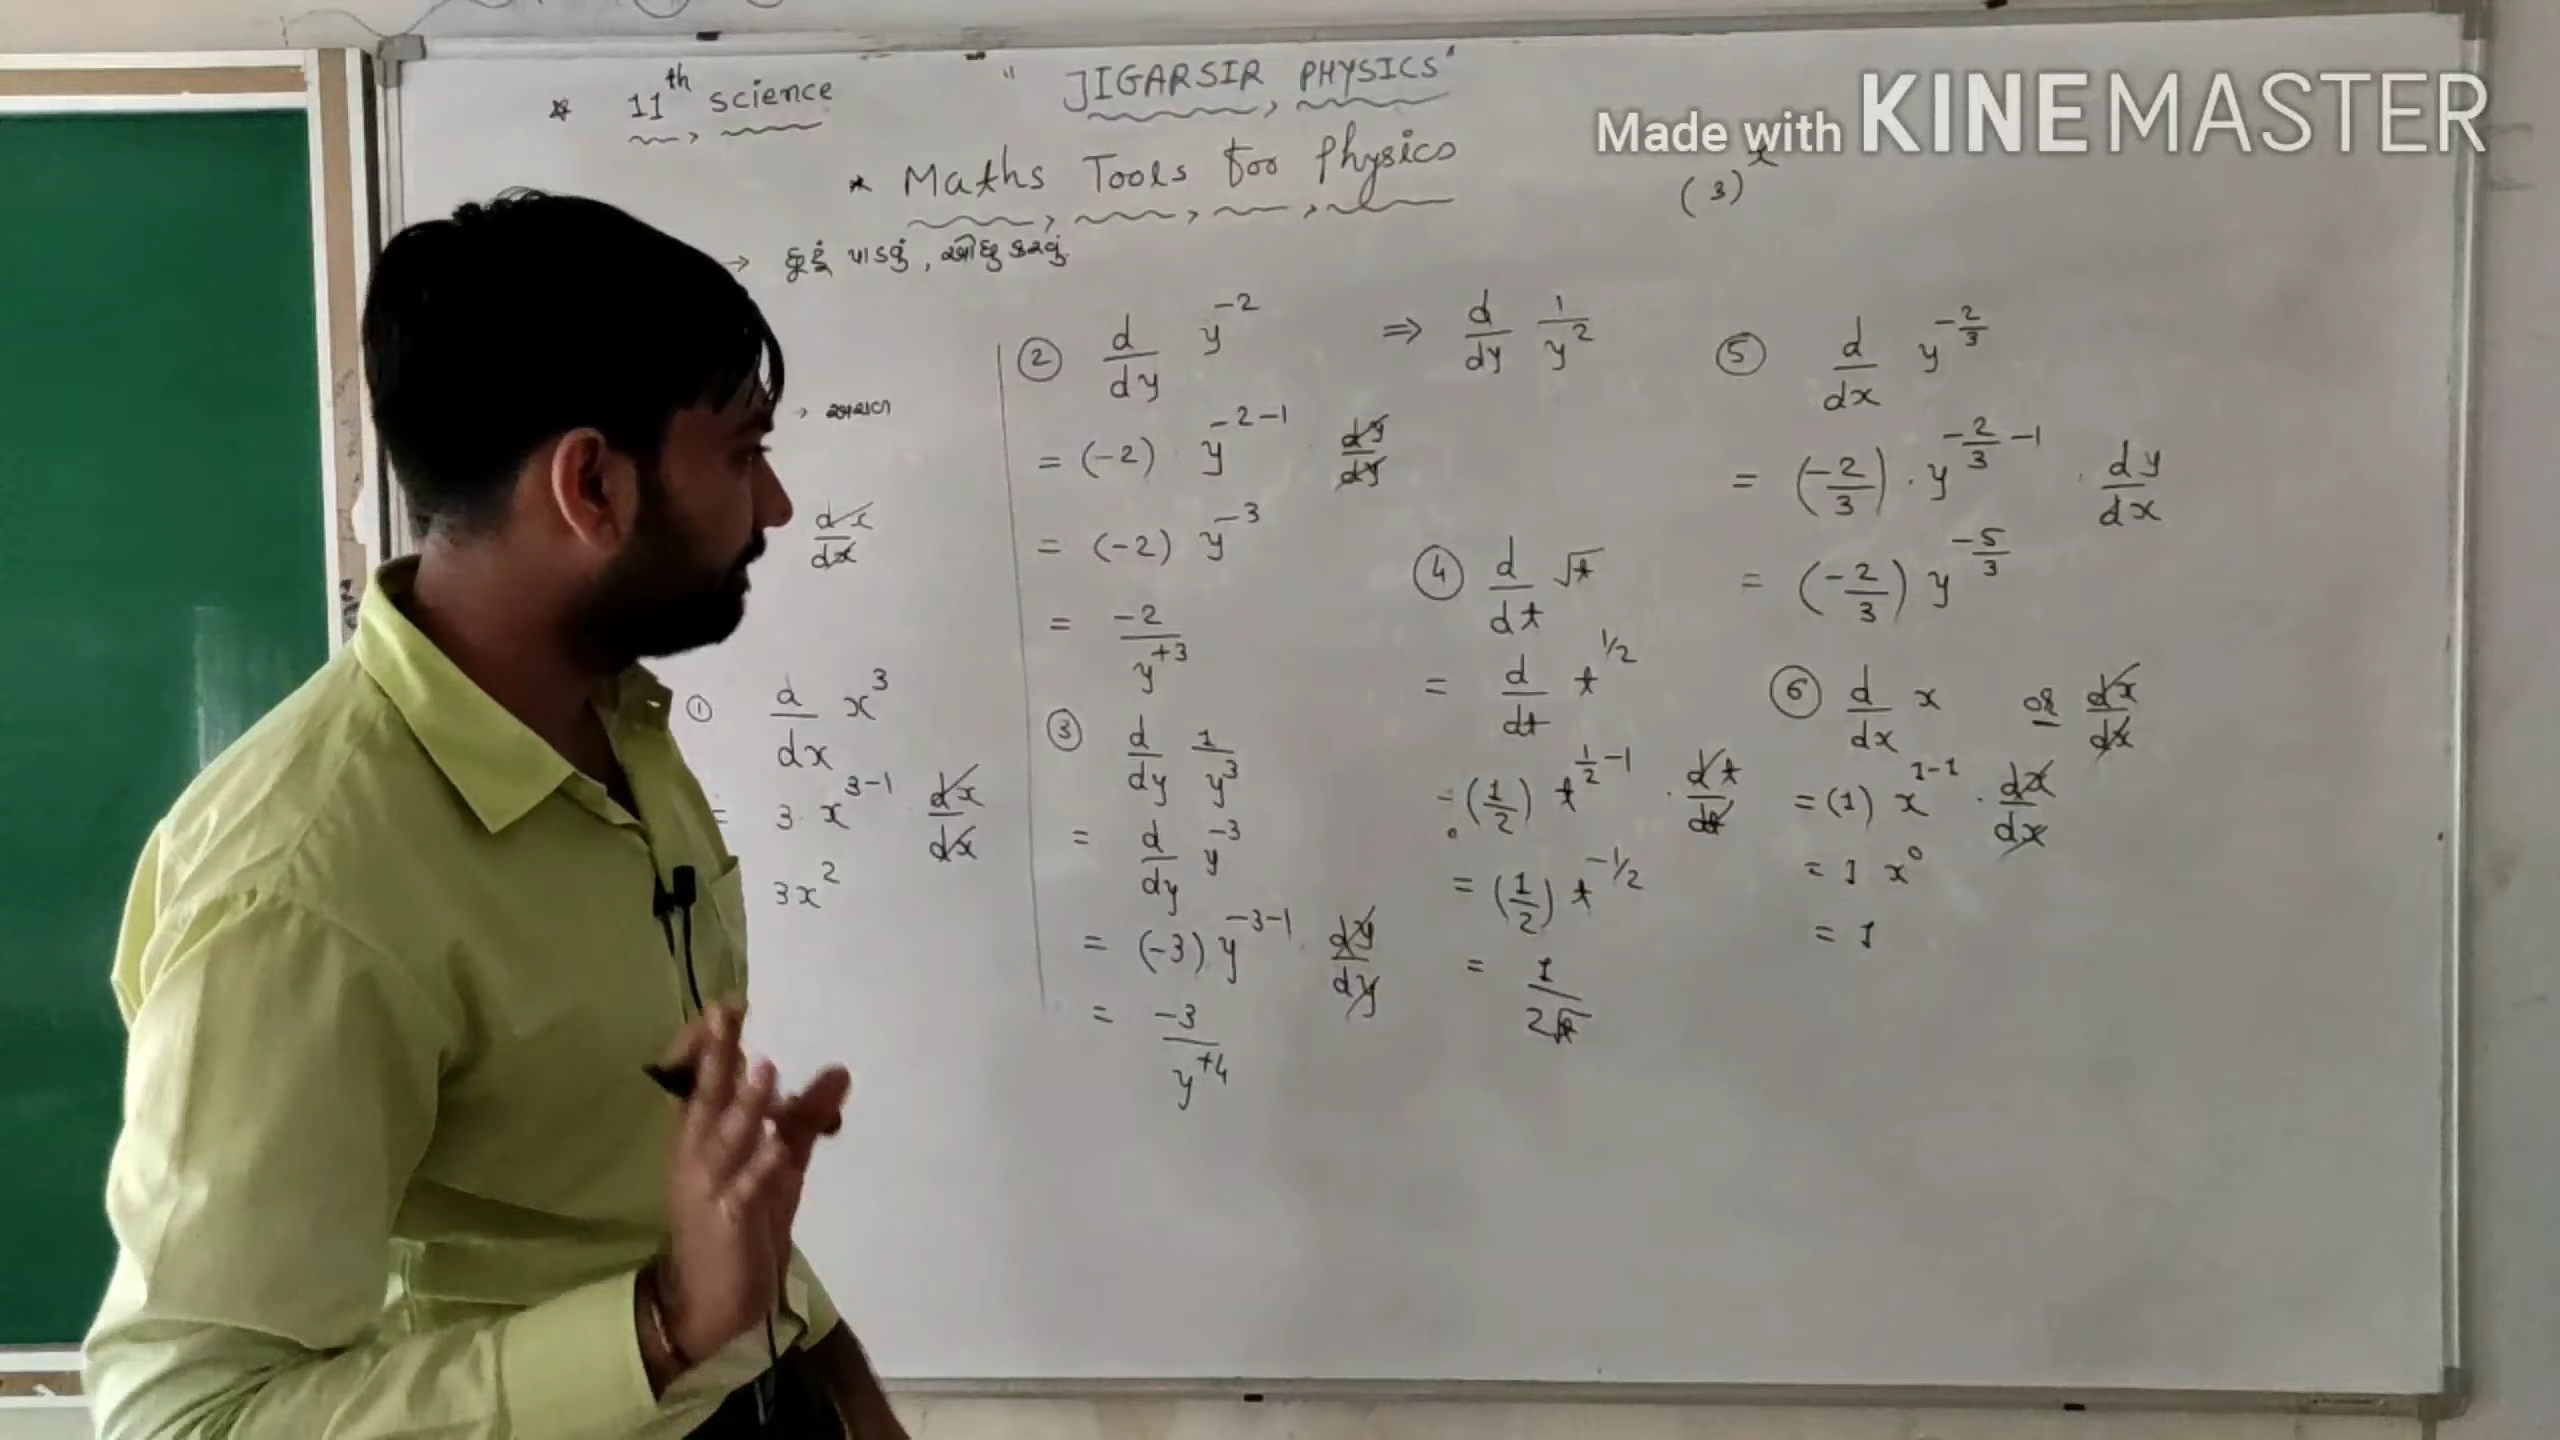 * 11th science
" JIGARSIR PHYSICS "
Made with KINEMASTER
* Maths Tools for Physics
(3)^x
→ છૂટું પાડવું, ઓછુ કરવું
dx/dx
① d/dx x^3
= 3 · x^(3-1) · dx/dx
3x^2
② d/dy y^-2 ⇒ d/dy 1/y^2
= (-2) y^(-2-1) · dy/dy
= (-2) y^-3
= -2/y^+3
③ d/dy 1/y^3
= d/dy y^-3
= (-3) y^(-3-1) · dy/dy
= -3/y^+4
④ d/dt √t
= d/dt t^1/2
= (1/2) t^(1/2-1) · dt/dt
= (1/2) t^-1/2
= 1/2√t
⑤ d/dx y^-2/3
= (-2/3) · y^(-2/3-1) · dy/dx
= (-2/3) y^-5/3
⑥ d/dx x or dx/dx
= (1) x^(1-1) · dx/dx
= 1 x^0
= 1